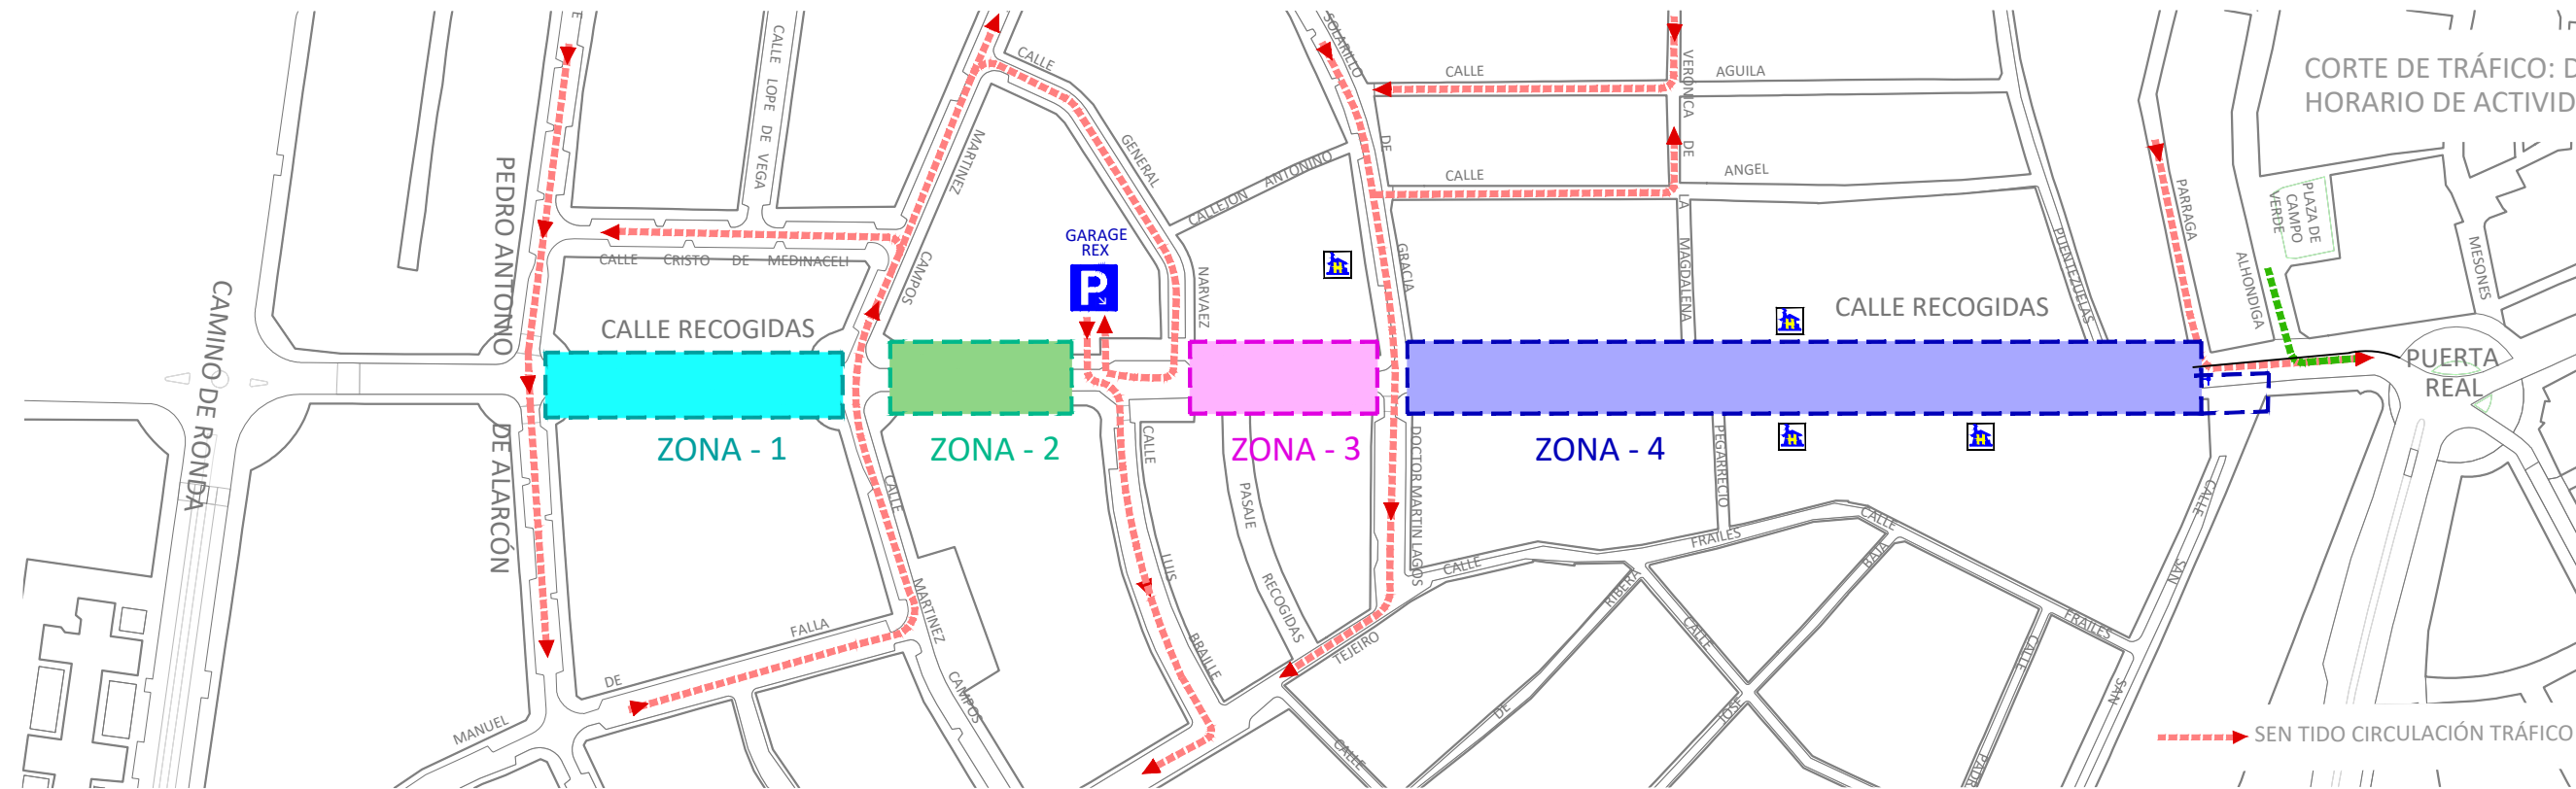 CORTE DE TRÁFICO: D
HORARIO DE ACTIVID
SOLARILLO
DE
GRACIA
CALLE
AGUILA
VERONICA
DE
LA
MAGDALENA
CALLE
ANGEL
CALLE LOPE DE VEGA
CALLE
GENERAL
NARVAEZ
MARTINEZ
CAMPOS
CALLEJON ANTONINO
PEDRO ANTONIO
DE ALARCÓN
CALLE CRISTO DE MEDINACELI
GARAGE
REX
P
PUENTEZUELAS
PARRAGA
ALHONDIGA
PLAZA DE
CAMPO
VERDE
MESONES
CAMINO DE RONDA
CALLE RECOGIDAS
CALLE RECOGIDAS
PUERTA
REAL
ZONA - 1
ZONA - 2
ZONA - 3
ZONA - 4
H
H
H
H
CALLE
MARTINEZ
CAMPOS
CALLE
LUIS
BRAILLE
PASAJE
RECOGIDAS
DOCTOR MARTIN LAGOS
PEGARRECIO
CALLE
FRAILES
CALLE
FRAILES
TEJEIRO
CALLE
RIBERA
DE
BAJA
CALLE
JOSE
CALLE
PADR
CALLE
SAN
SAN
MANUEL
DE
FALLA
SEN TIDO CIRCULACIÓN TRÁFICO